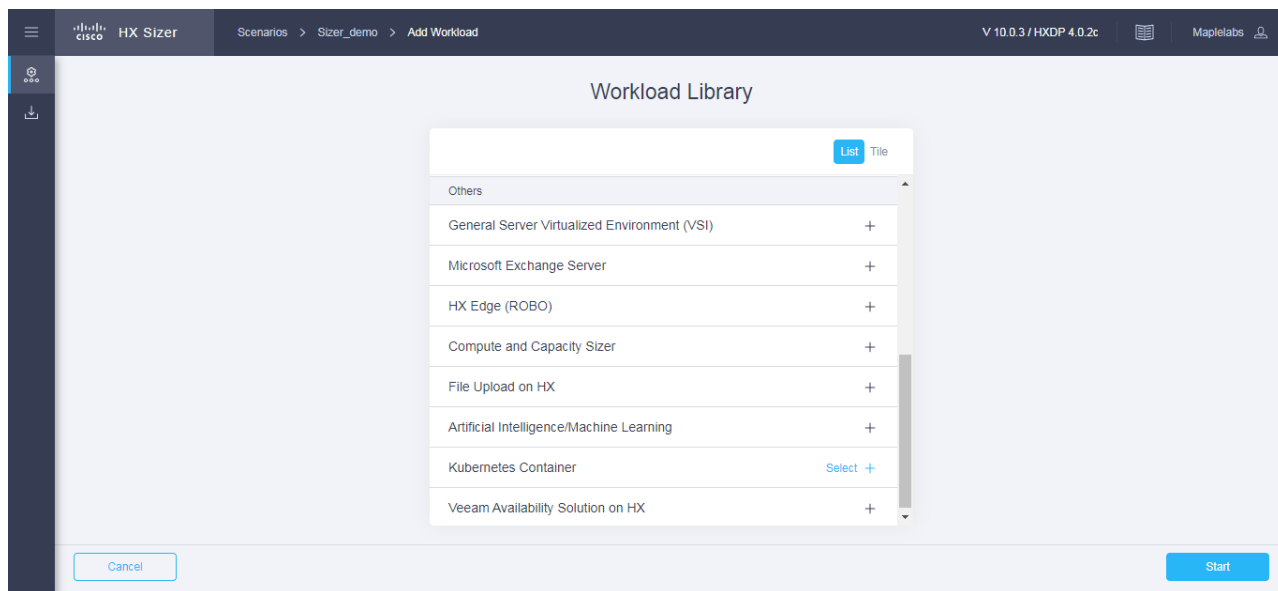 cisco HX Sizer Scenarios > Sizer_demo > Add Workload V 10.0.3 / HXDP 4.0.2c Maplelabs
Workload Library
List Tile
Others
General Server Virtualized Environment (VSI) +
Microsoft Exchange Server +
HX Edge (ROBO) +
Compute and Capacity Sizer +
File Upload on HX +
Artificial Intelligence/Machine Learning +
Kubernetes Container Select +
Veeam Availability Solution on HX +
Cancel Start